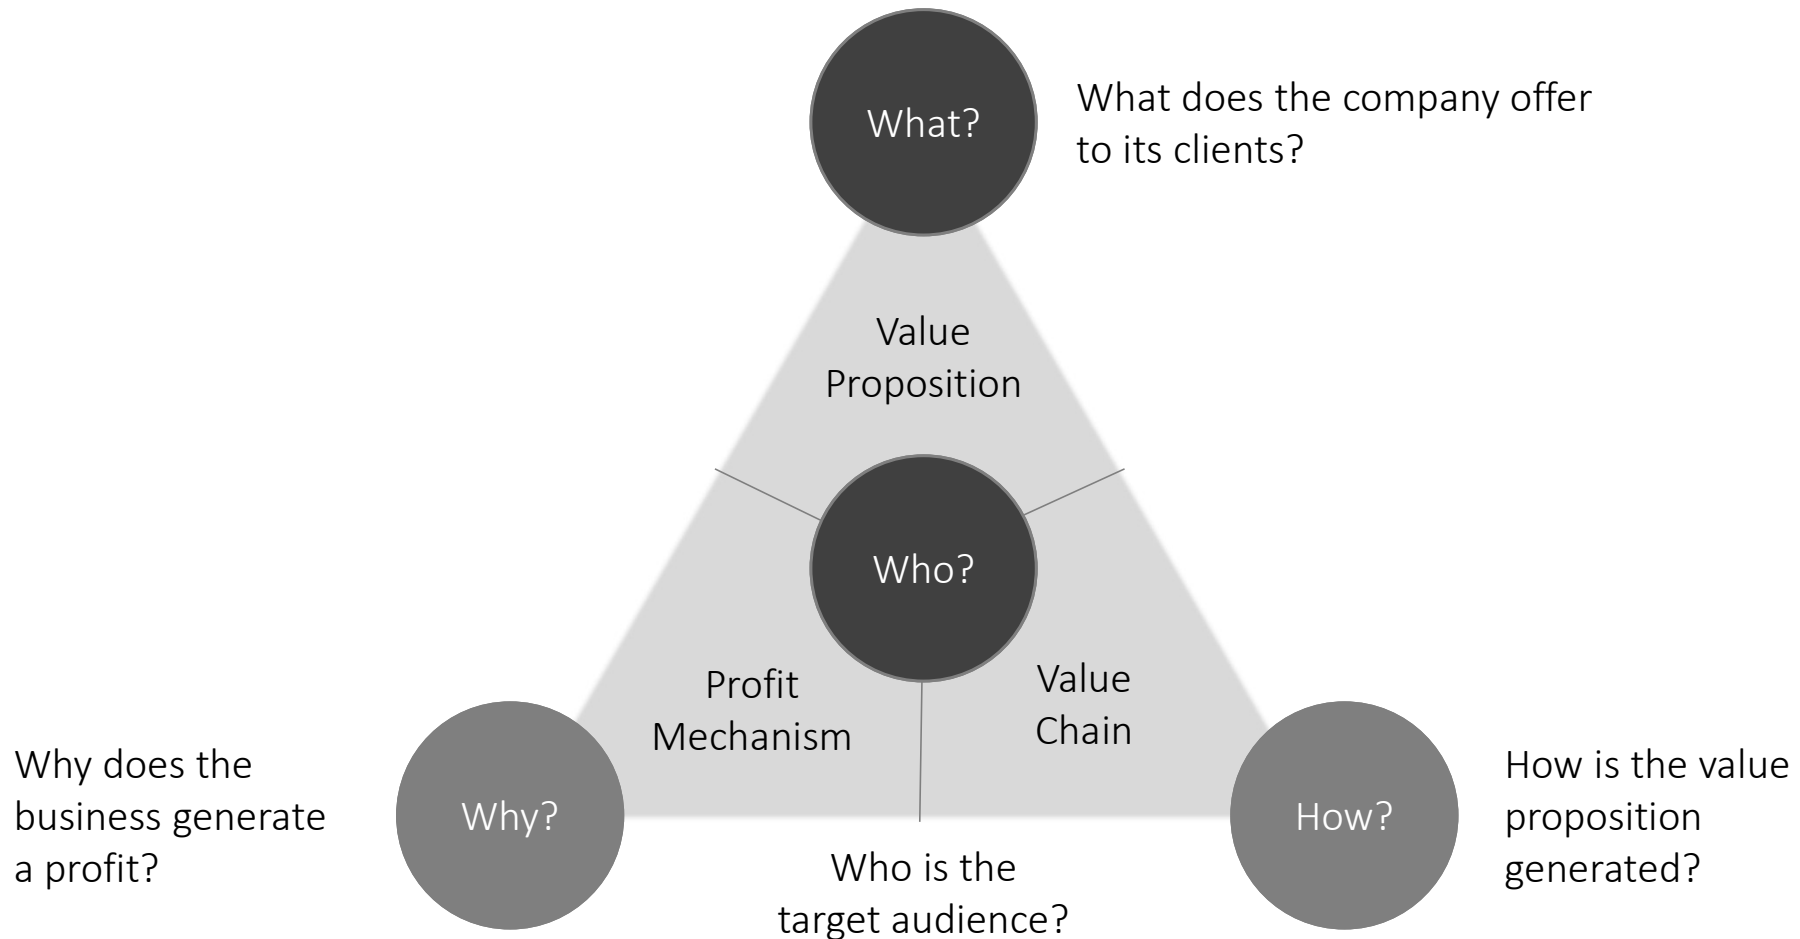 What?
What does the company offer
to its clients?
Value
Proposition
Who?
Profit
Mechanism
Value
Chain
Why does the
business generate
a profit?
Why?
How?
How is the value
proposition
generated?
Who is the
target audience?